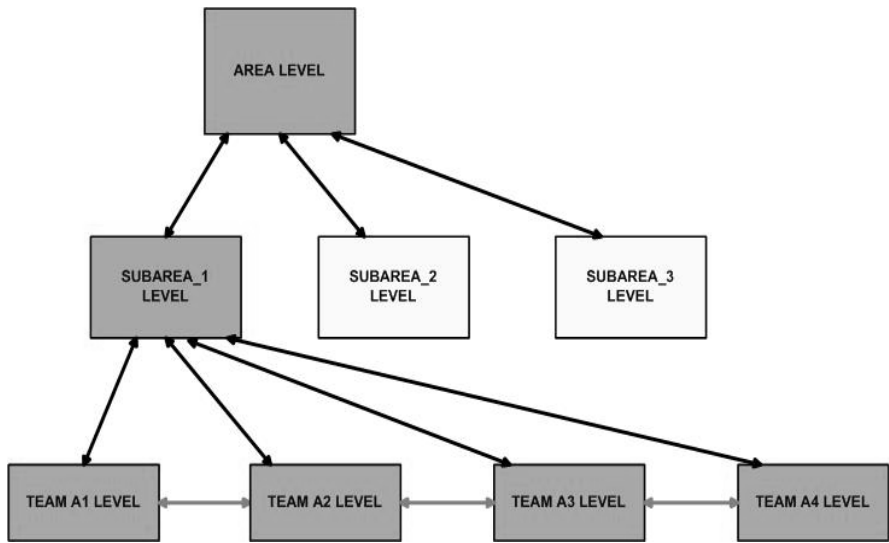 AREA LEVEL
SUBAREA_1
LEVEL
SUBAREA_2
LEVEL
SUBAREA_3
LEVEL
TEAM A1 LEVEL
TEAM A2 LEVEL
TEAM A3 LEVEL
TEAM A4 LEVEL